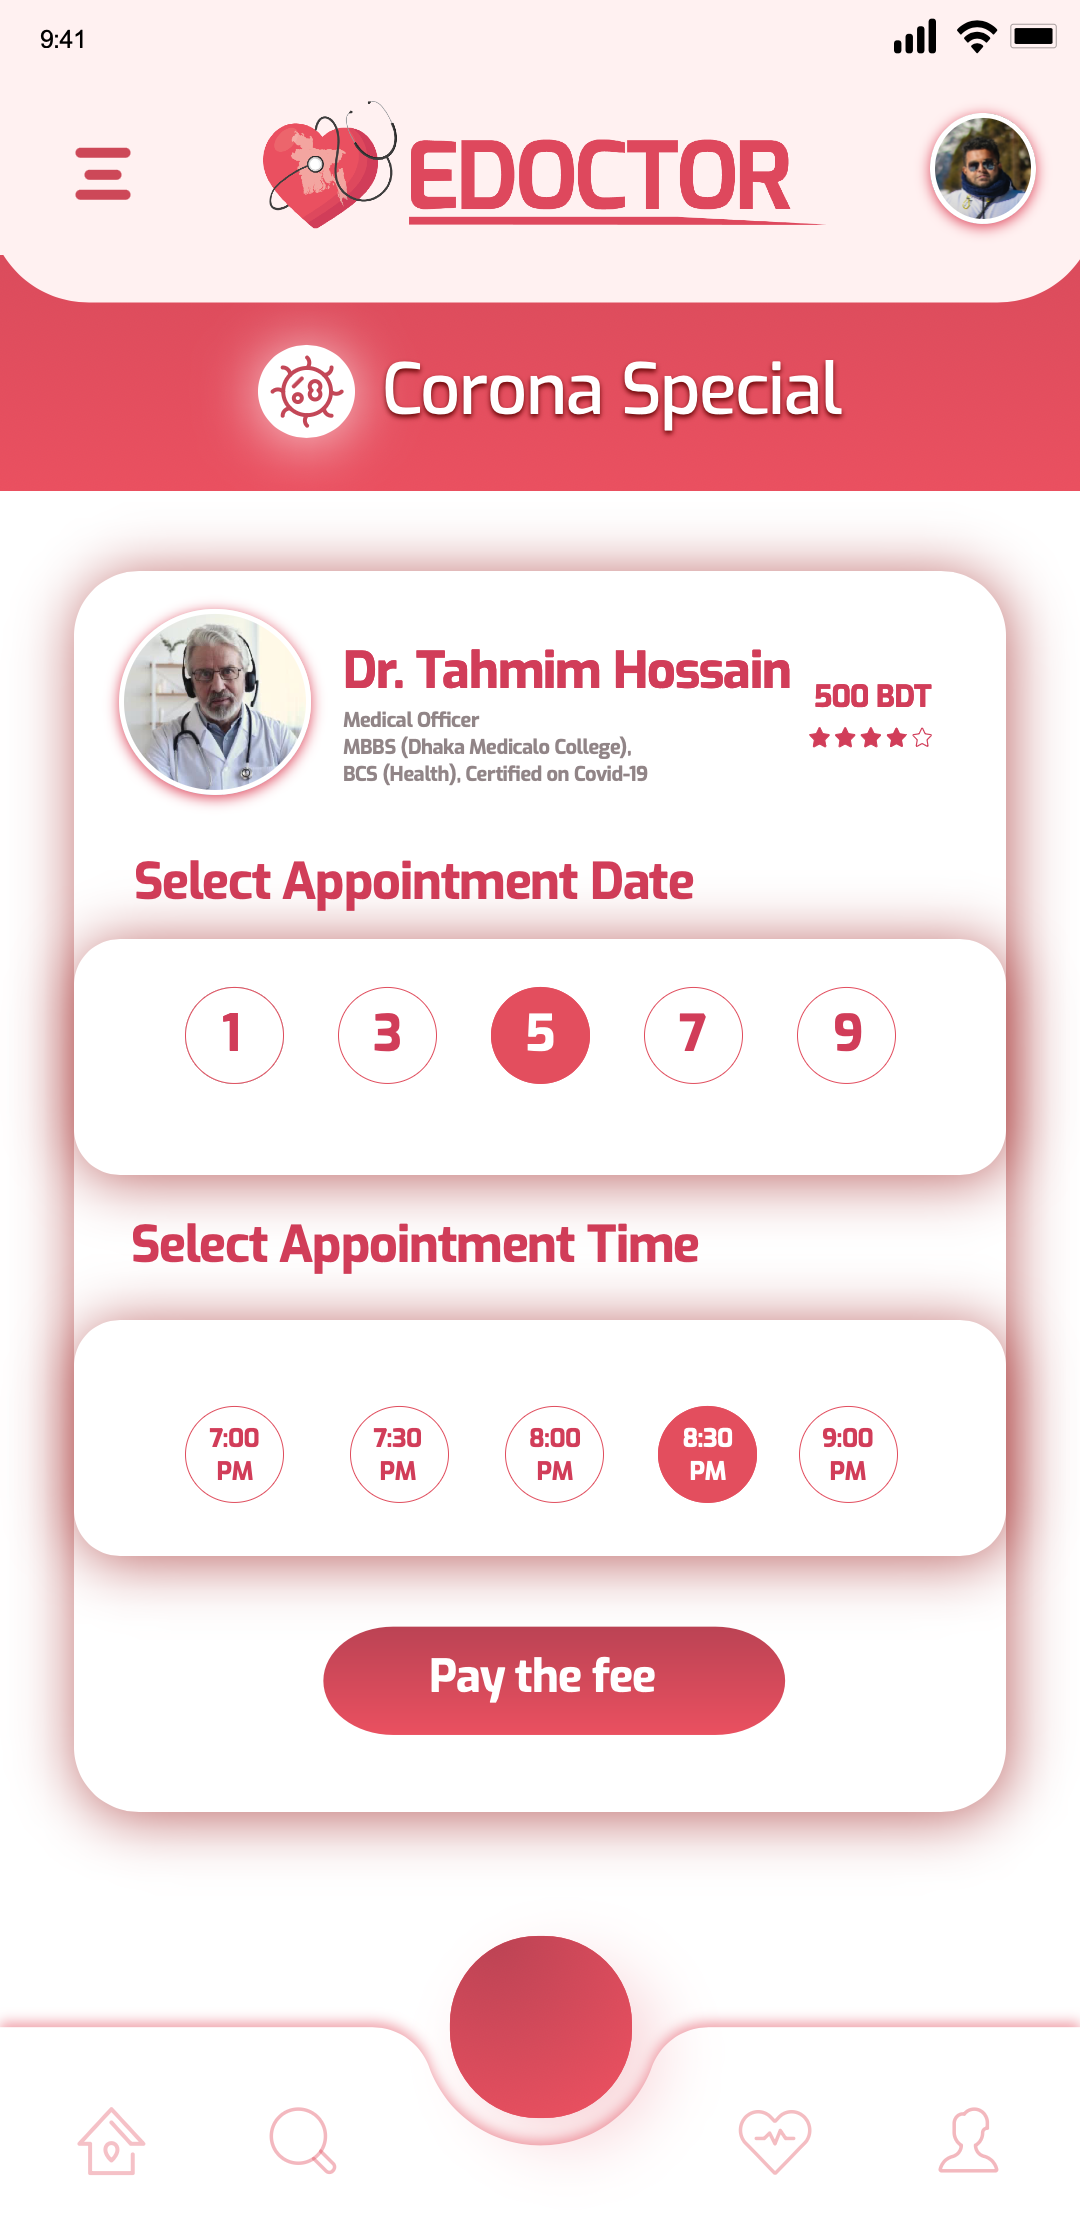 9:41
EDOCTOR
Corona Special
Dr. Tahmim Hossain
500 BDT
Medical Officer
MBBS (Dhaka Medicalo College),
BCS (Health), Certified on Covid-19
Select Appointment Date
1 3 5 7 9
Select Appointment Time
7:00 PM 7:30 PM 8:00 PM 8:30 PM 9:00 PM
Pay the fee